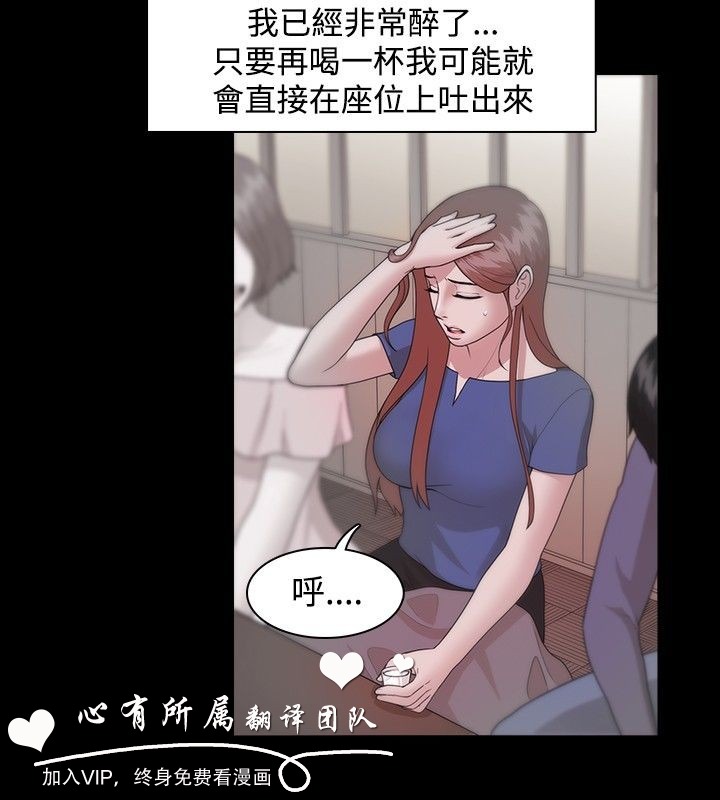 我已經非常醉了...
只要再喝一杯我可能就
會直接在座位上吐出來
呼....
心有所属翻译团队
加入VIP，终身免费看漫画